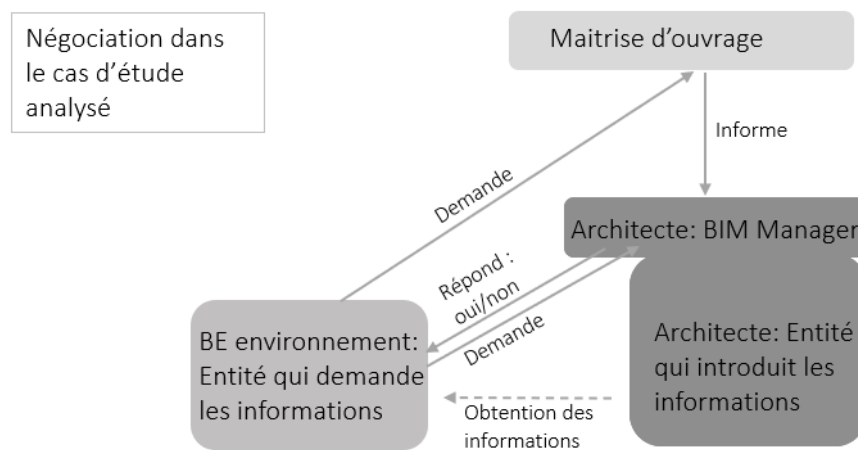 Négociation dans
le cas d'étude
analysé
Maitrise d'ouvrage
Informe
Demande
Architecte: BIM Manager
Répond :
oui/non
Demande
BE environnement:
Entité qui demande
les informations
Architecte: Entité
qui introduit les
informations
Obtention des
informations